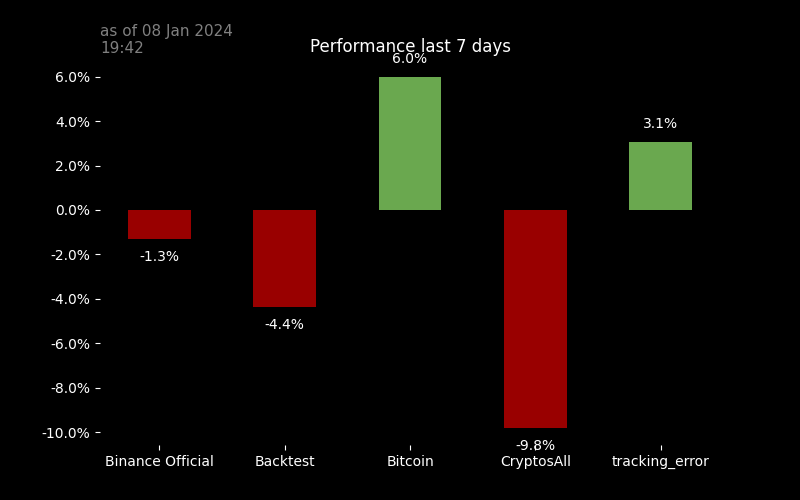 as of 08 Jan 2024
19:42
Performance last 7 days
6.0%
6.0%
4.0%
3.1%
2.0%
0.0%
-2.0%
-1.3%
-4.0%
-4.4%
-6.0%
-8.0%
-10.0%
-9.8%
Binance Official
Backtest
Bitcoin
CryptosAll
tracking_error